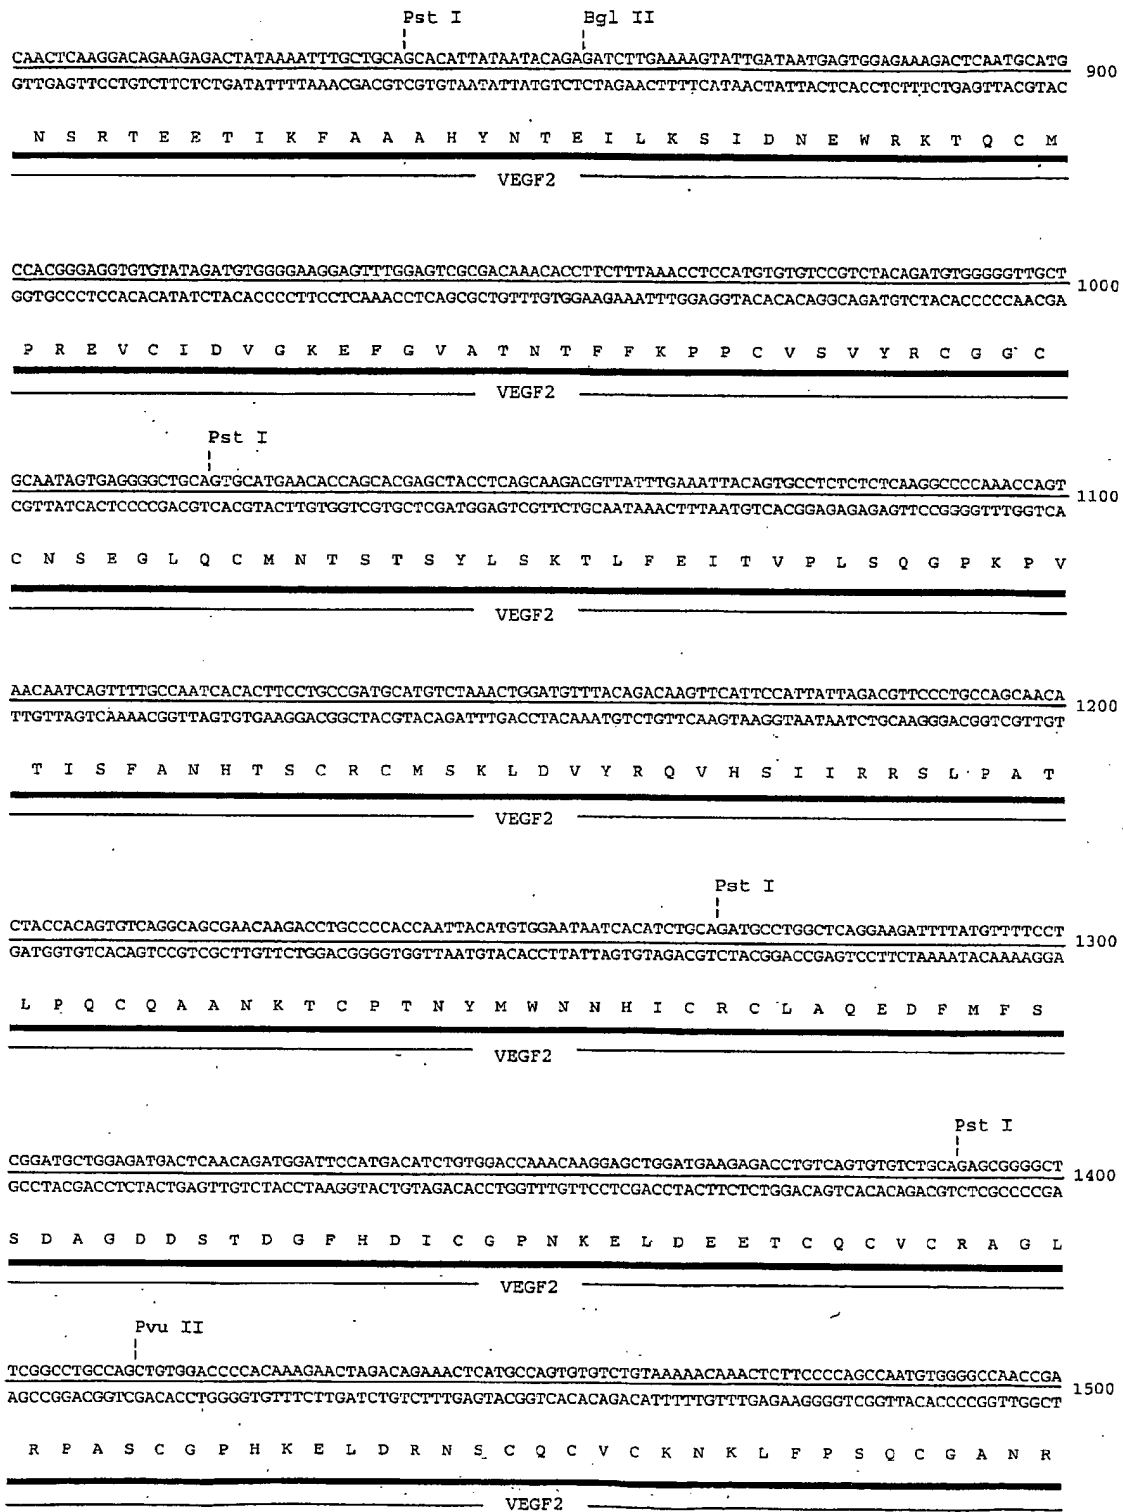 Pst I Bgl II
CAACTCAAGGACAGAAGAGACTATAAAATTTGCTGCAGCACATTATAATACAGAGATCTTGAAAAGTATTGATAATGAGTGGAGAAAGACTCAATGCATG 900
GTTGAGTTCCTGTCTTCTCTGATATTTTAAACGACGTCGTGTAATATTATGTCTCTAGAACTTTTCATAACTATTACTCACCTCTTTCTGAGTTACGTAC
N S R T E E T I K F A A A H Y N T E I L K S I D N E W R K T Q C M
VEGF2
CCACGGGAGGTGTGTATAGATGTGGGGAAGGAGTTTGGAGTCGCGACAAACACCTTCTTTAAACCTCCATGTGTGTCCGTCTACAGATGTGGGGGTTGCT 1000
GGTGCCCTCCACACATATCTACACCCCTTCCTCAAACCTCAGCGCTGTTTGTGGAAGAAATTTGGAGGTACACACAGGCAGATGTCTACACCCCCAACGA
P R E V C I D V G K E F G V A T N T F F K P P C V S V Y R C G G C
VEGF2
Pst I
GCAATAGTGAGGGGCTGCAGTGCATGAACACCAGCACGAGCTACCTCAGCAAGACGTTATTTGAAATTACAGTGCCTCTCTCTCAAGGCCCCAAACCAGT 1100
CGTTATCACTCCCCGACGTCACGTACTTGTGGTCGTGCTCGATGGAGTCGTTCTGCAATAAACTTTAATGTCACGGAGAGAGAGTTCCGGGGTTTGGTCA
C N S E G L Q C M N T S T S Y L S K T L F E I T V P L S Q G P K P V
VEGF2
AACAATCAGTTTTGCCAATCACACTTCCTGCCGATGCATGTCTAAACTGGATGTTTACAGACAAGTTCATTCCATTATTAGACGTTCCCTGCCAGCAACA 1200
TTGTTAGTCAAAACGGTTAGTGTGAAGGACGGCTACGTACAGATTTGACCTACAAATGTCTGTTCAAGTAAGGTAATAATCTGCAAGGGACGGTCGTTGT
T I S F A N H T S C R C M S K L D V Y R Q V H S I I R R S L P A T
VEGF2
Pst I
CTACCACAGTGTCAGGCAGCGAACAAGACCTGCCCCACCAATTACATGTGGAATAATCACATCTGCAGATGCCTGGCTCAGGAAGATTTTATGTTTTCCT 1300
GATGGTGTCACAGTCCGTCGCTTGTTCTGGACGGGGTGGTTAATGTACACCTTATTAGTGTAGACGTCTACGGACCGAGTCCTTCTAAAATACAAAAGGA
L P Q C Q A A N K T C P T N Y M W N N H I C R C L A Q E D F M F S
VEGF2
Pst I
CGGATGCTGGAGATGACTCAACAGATGGATTCCATGACATCTGTGGACCAAACAAGGAGCTGGATGAAGAGACCTGTCAGTGTGTCTGCAGAGCGGGGCT 1400
GCCTACGACCTCTACTGAGTTGTCTACCTAAGGTACTGTAGACACCTGGTTTGTTCCTCGACCTACTTCTCTGGACAGTCACACAGACGTCTCGCCCCGA
S D A G D D S T D G F H D I C G P N K E L D E E T C Q C V C R A G L
VEGF2
Pvu II
TCGGCCTGCCAGCTGTGGACCCCACAAAGAACTAGACAGAAACTCATGCCAGTGTGTCTGTAAAAACAAACTCTTCCCCAGCCAATGTGGGGCCAACCGA 1500
AGCCGGACGGTCGACACCTGGGGTGTTTCTTGATCTGTCTTTGAGTACGGTCACACAGACATTTTTGTTTGAGAAGGGGTCGGTTACACCCCGGTTGGCT
R P A S C G P H K E L D R N S C Q C V C K N K L F P S Q C G A N R
VEGF2